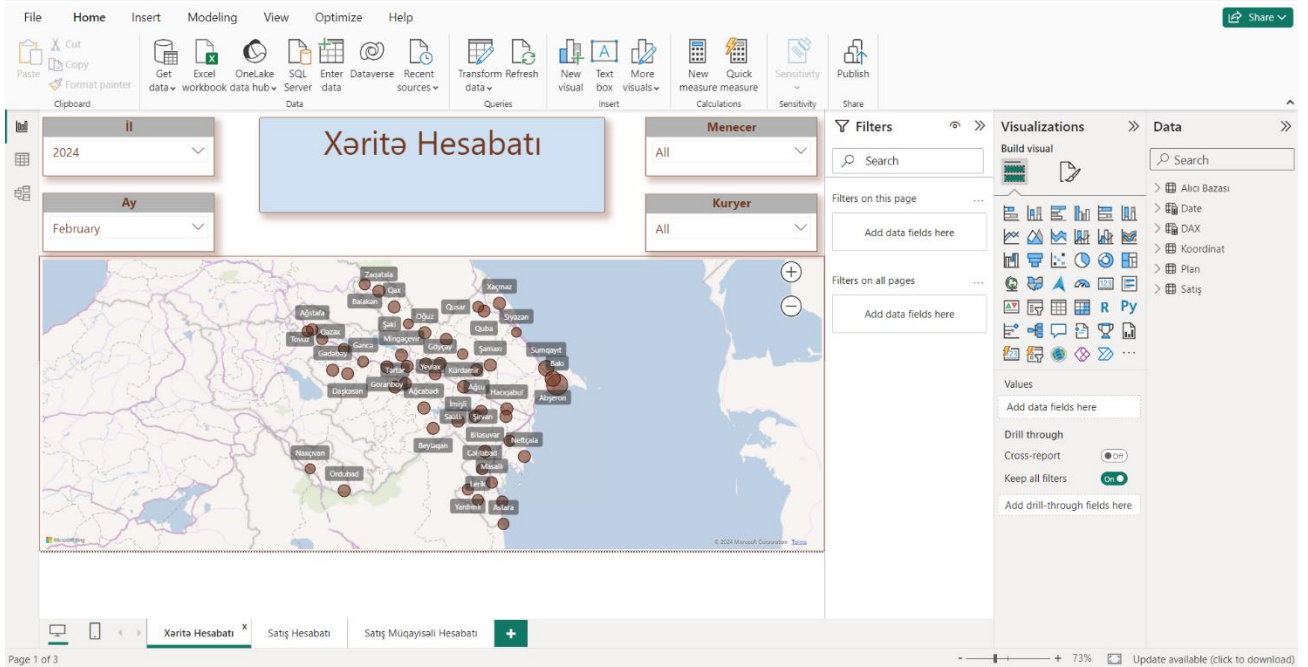 File Home Insert Modeling View Optimize Help
Share
Paste
Cut
Copy
Format painter
Clipboard
Get data
Excel workbook
OneLake data hub
SQL Server
Enter data
Dataverse
Recent sources
Data
Transform data
Refresh
Queries
New visual
Text box
More visuals
Insert
New measure
Quick measure
Calculations
Sensitivity
Sensitivity
Publish
Share
İl
2024
Ay
February
Xəritə Hesabatı
Menecer
All
Kuryer
All
Zaqatala
Qax
Balakən
Xaçmaz
Ağstafa
Oğuz
Qusar
Siyəzən
Şəki
Quba
Qazax
Tovuz
Mingəçevir
Gəncə
Göyçay
Şamaxı
Sumqayıt
Gədəbəy
Bakı
Tərtər
Yevlax
Kürdəmir
Daşkəsən
Goranboy
Ağcabədi
Ağsu
Hacıqabul
Abşeron
İmişli
Saatlı
Şirvan
Biləsuvar
Neftçala
Beyləqan
Cəlilabad
Naxçıvan
Masallı
Ordubad
Lerik
Yardımlı
Astara
Microsoft Bing
© 2024 Microsoft Corporation Terms
Filters
Search
Filters on this page ...
Add data fields here
Filters on all pages ...
Add data fields here
Visualizations
Build visual
R Py
123
...
Values
Add data fields here
Drill through
Cross-report Off
Keep all filters On
Add drill-through fields here
Data
Search
Alıcı Bazası
Date
DAX
Koordinat
Plan
Satış
Xəritə Hesabatı x
Satış Hesabatı
Satış Müqayisəli Hesabatı
+
Page 1 of 3
- + 73%
Update available (click to download)